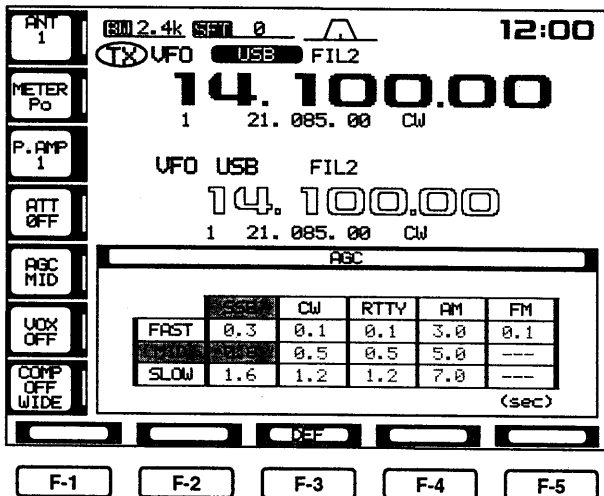 ANT 1
METER Po
P.AMP 1
ATT OFF
AGC MID
VOX OFF
COMP OFF WIDE
BW 2.4k SFT 0 12:00
TX VFO USB FIL2
14.100.00
1 21.085.00 CW
VFO USB FIL2
14.100.00
1 21.085.00 CW
AGC
SSB CW RTTY AM FM
FAST 0.3 0.1 0.1 3.0 0.1
MID 0.5 0.5 5.0 ---
SLOW 1.6 1.2 1.2 7.0 ---
(sec)
DEF
F-1 F-2 F-3 F-4 F-5